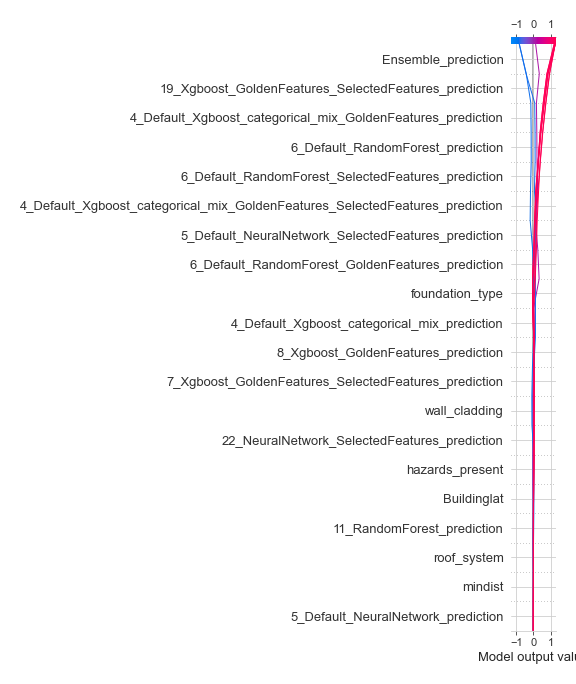 −1 0 1
Ensemble_prediction
19_Xgboost_GoldenFeatures_SelectedFeatures_prediction
4_Default_Xgboost_categorical_mix_GoldenFeatures_prediction
6_Default_RandomForest_prediction
6_Default_RandomForest_SelectedFeatures_prediction
4_Default_Xgboost_categorical_mix_GoldenFeatures_SelectedFeatures_prediction
5_Default_NeuralNetwork_SelectedFeatures_prediction
6_Default_RandomForest_GoldenFeatures_prediction
foundation_type
4_Default_Xgboost_categorical_mix_prediction
8_Xgboost_GoldenFeatures_prediction
7_Xgboost_GoldenFeatures_SelectedFeatures_prediction
wall_cladding
22_NeuralNetwork_SelectedFeatures_prediction
hazards_present
Buildinglat
11_RandomForest_prediction
roof_system
mindist
5_Default_NeuralNetwork_prediction
−1 0 1
Model output valu